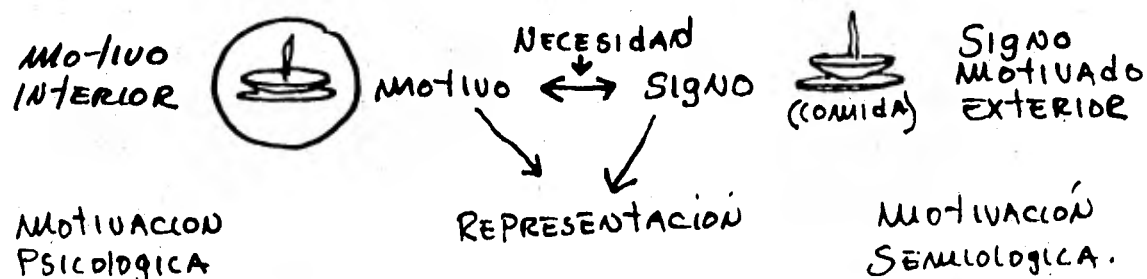 MOTIVO
INTERIOR
NECESIDAD
MOTIVO ↔ SIGNO
(COMIDA)
SIGNO
MOTIVADO
EXTERIOR
MOTIVACION
PSICOLOGICA
REPRESENTACIÓN
MOTIVACIÓN
SEMIOLOGICA.